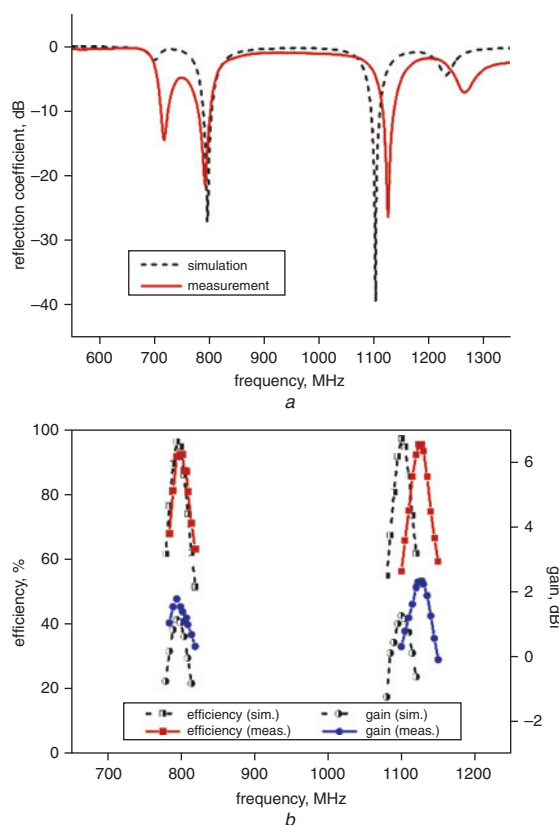 0
−10
−20
−30
−40
reflection coefficient, dB
simulation
measurement
600 700 800 900 1000 1100 1200 1300
frequency, MHz
a
100
80
60
40
20
0
efficiency, %
6
4
2
0
−2
gain, dBi
efficiency (sim.) gain (sim.)
efficiency (meas.) gain (meas.)
700 800 900 1000 1100 1200
frequency, MHz
b